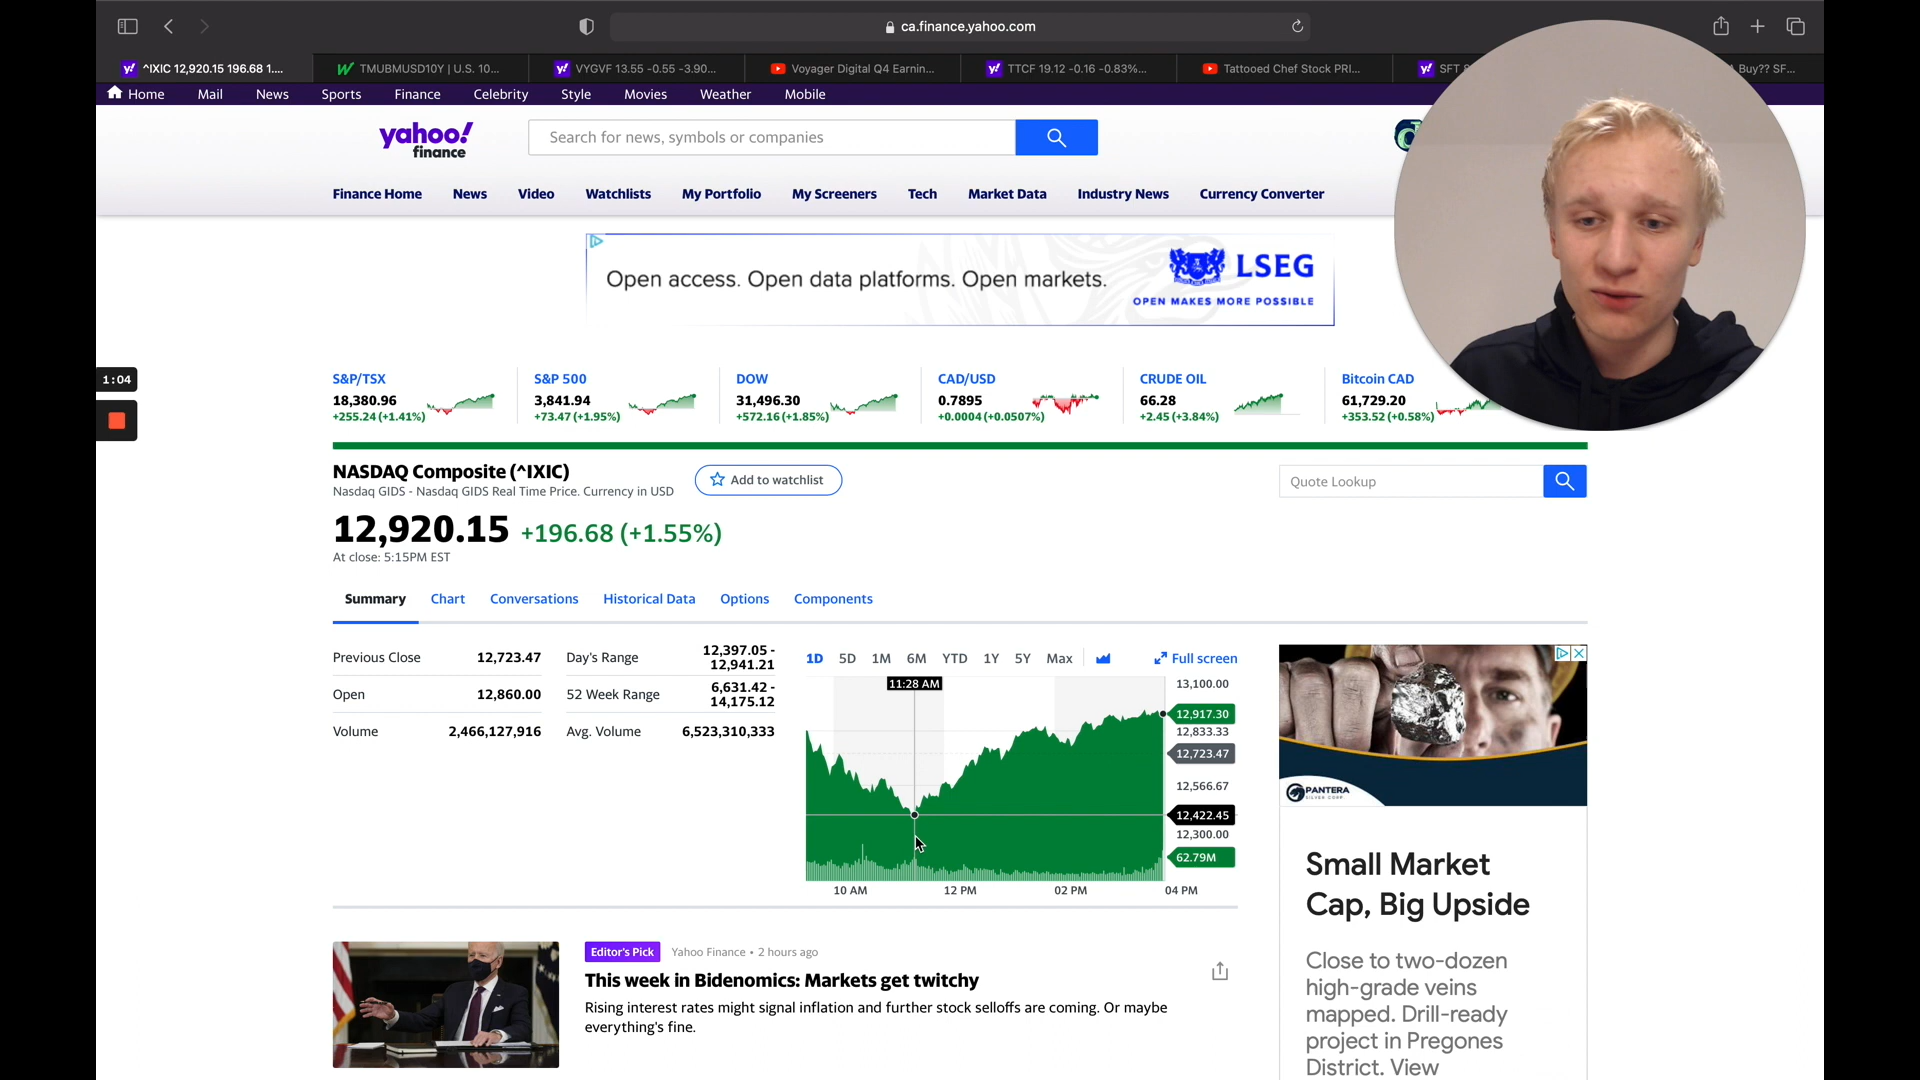 ca.finance.yahoo.com
^IXIC 12,920.15 196.68 1....
TMUBMUSD10Y | U.S. 10...
VYGVF 13.55 -0.55 -3.90...
Voyager Digital Q4 Earnin...
TTCF 19.12 -0.16 -0.83%...
Tattooed Chef Stock PRI...
SFT
Buy?? SF...
Home
Mail
News
Sports
Finance
Celebrity
Style
Movies
Weather
Mobile
yahoo!
finance
Search for news, symbols or companies
Finance Home
News
Video
Watchlists
My Portfolio
My Screeners
Tech
Market Data
Industry News
Currency Converter
Open access. Open data platforms. Open markets.
LSEG
OPEN MAKES MORE POSSIBLE
1:04
S&P/TSX
18,380.96
+255.24 (+1.41%)
S&P 500
3,841.94
+73.47 (+1.95%)
DOW
31,496.30
+572.16 (+1.85%)
CAD/USD
0.7895
+0.0004 (+0.0507%)
CRUDE OIL
66.28
+2.45 (+3.84%)
Bitcoin CAD
61,729.20
+353.52 (+0.58%)
NASDAQ Composite (^IXIC)
Nasdaq GIDS - Nasdaq GIDS Real Time Price. Currency in USD
Add to watchlist
Quote Lookup
12,920.15 +196.68 (+1.55%)
At close: 5:15PM EST
Summary
Chart
Conversations
Historical Data
Options
Components
Previous Close 12,723.47
Open 12,860.00
Volume 2,466,127,916
Day's Range 12,397.05 -
12,941.21
52 Week Range 6,631.42 -
14,175.12
Avg. Volume 6,523,310,333
1D 5D 1M 6M YTD 1Y 5Y Max
Full screen
11:28 AM
13,100.00
12,917.30
12,833.33
12,723.47
12,566.67
12,422.45
12,300.00
62.79M
10 AM
12 PM
02 PM
04 PM
PANTERA
SILVER CORP.
Small Market
Cap, Big Upside
Close to two-dozen
high-grade veins
mapped. Drill-ready
project in Pregones
District. View
Editor's Pick
Yahoo Finance • 2 hours ago
This week in Bidenomics: Markets get twitchy
Rising interest rates might signal inflation and further stock selloffs are coming. Or maybe
everything's fine.